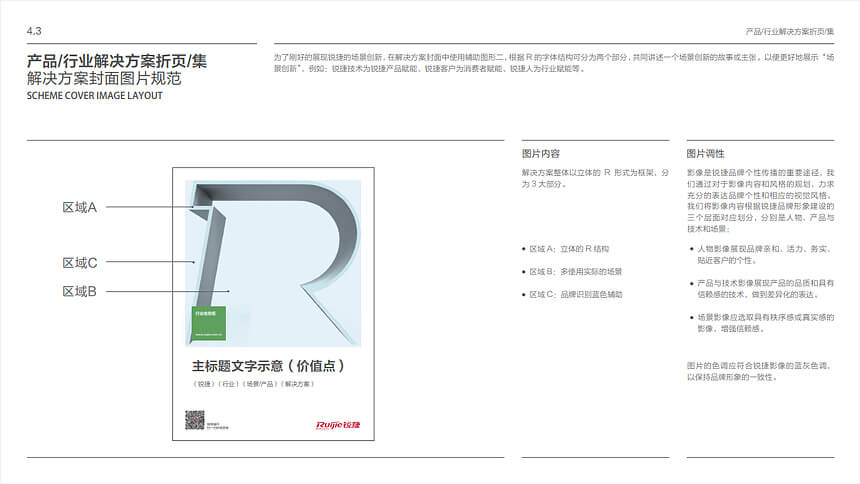 4.3
产品/行业解决方案折页/集
产品/行业解决方案折页/集
解决方案封面图片规范
SCHEME COVER IMAGE LAYOUT
为了刚好的展现锐捷的场景创新，在解决方案封面中使用辅助图形二，根据 R 的字体结构可分为两个部分，共同讲述一个场景创新的故事或主张。以便更好地展示“场
景创新”，例如：锐捷技术为锐捷产品赋能、锐捷客户为消费者赋能、锐捷人为行业赋能等。
区域A
区域C
区域B
主标题文字示意（价值点）
（锐捷）（行业）（场景/产品）（解决方案）
Ruijie锐捷
图片内容
解决方案整体以立体的 R 形式为框架，分
为 3 大部分。
• 区域 A：立体的 R 结构
• 区域 B：多使用实际的场景
• 区域 C：品牌识别蓝色辅助
图片调性
影像是锐捷品牌个性传播的重要途径，我
们通过对于影像内容和风格的规划，力求
充分的表达品牌个性和相应的视觉风格。
我们将影像内容根据锐捷品牌形象建设的
三个层面对应划分，分别是人物、产品与
技术和场景：
• 人物影像展现品牌亲和、活力、务实、
贴近客户的个性。
• 产品与技术影像展现产品的品质和具有
信赖感的技术，做到差异化的表达。
• 场景影像应选取具有秩序感或真实感的
影像，增强信赖感。
图片的色调应符合锐捷影像的蓝灰色调，
以保持品牌形象的一致性。